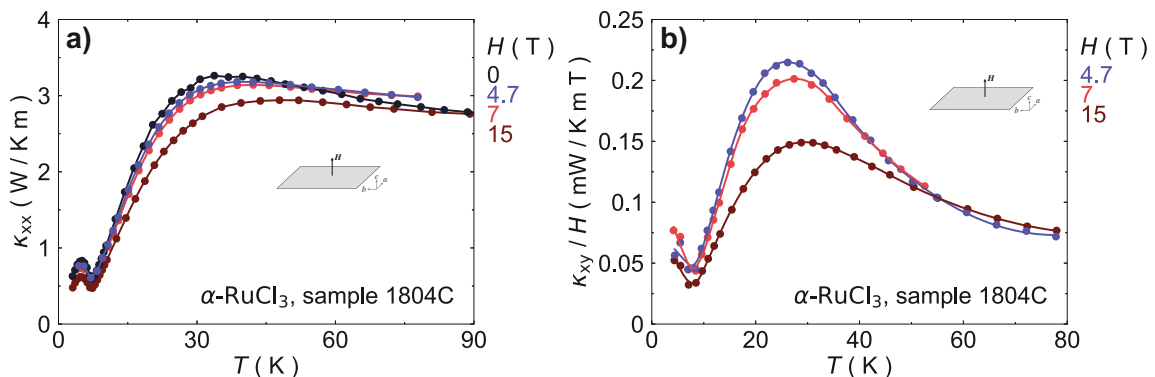 a)
H ( T )
0
4.7
7
15
κxx ( W / K m )
4
3
2
1
0
H
c
b
a
α-RuCl₃, sample 1804C
0
30
60
90
T ( K )
b)
H ( T )
4.7
7
15
κxy / H ( mW / K m T )
0.25
0.20
0.15
0.10
0.05
0
H
c
b
a
α-RuCl₃, sample 1804C
0
20
40
60
80
T ( K )